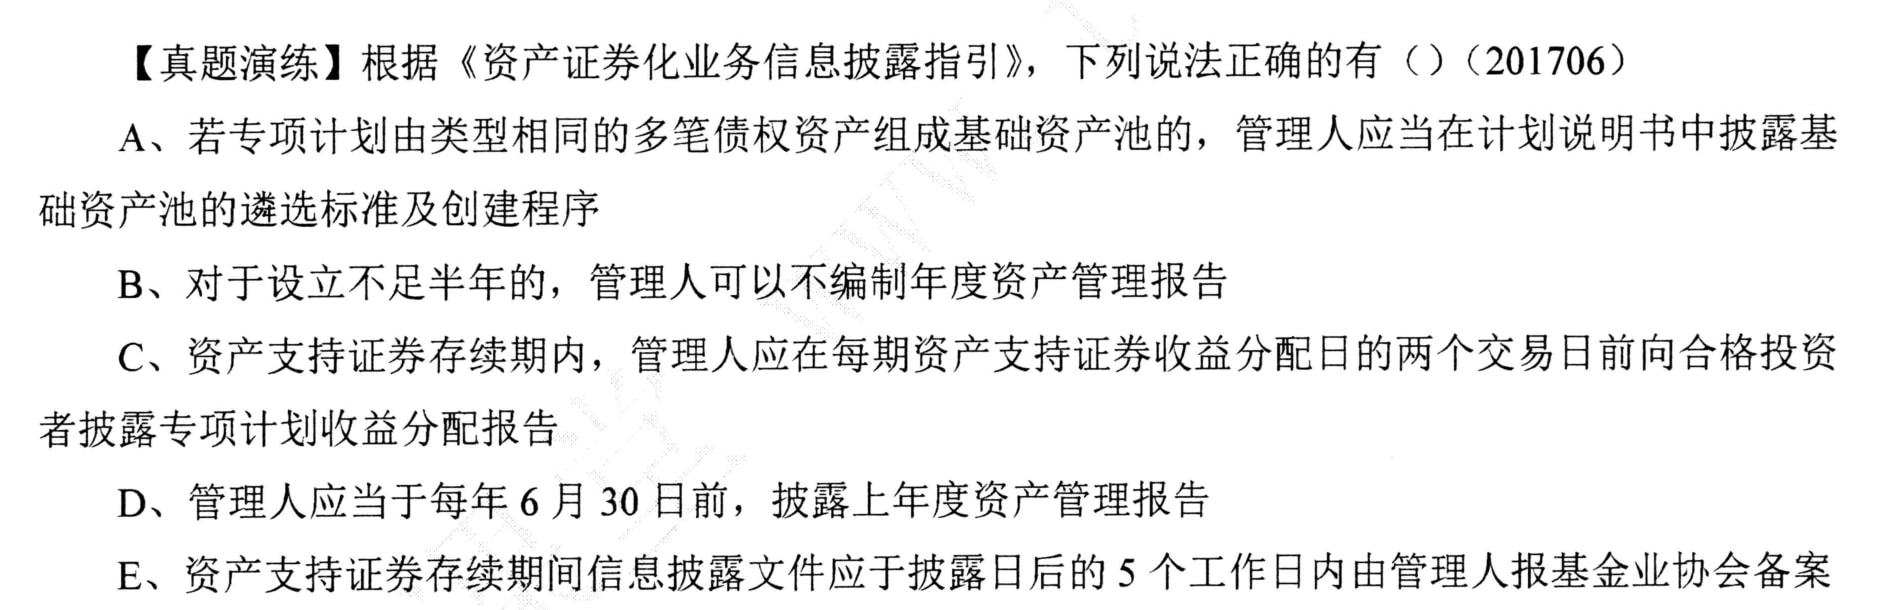 【真题演练】根据《资产证券化业务信息披露指引》，下列说法正确的有（）（201706）
A、若专项计划由类型相同的多笔债权资产组成基础资产池的，管理人应当在计划说明书中披露基
础资产池的遴选标准及创建程序
B、对于设立不足半年的，管理人可以不编制年度资产管理报告
C、资产支持证券存续期内，管理人应在每期资产支持证券收益分配日的两个交易日前向合格投资
者披露专项计划收益分配报告
D、管理人应当于每年 6 月 30 日前，披露上年度资产管理报告
E、资产支持证券存续期间信息披露文件应于披露日后的 5 个工作日内由管理人报基金业协会备案